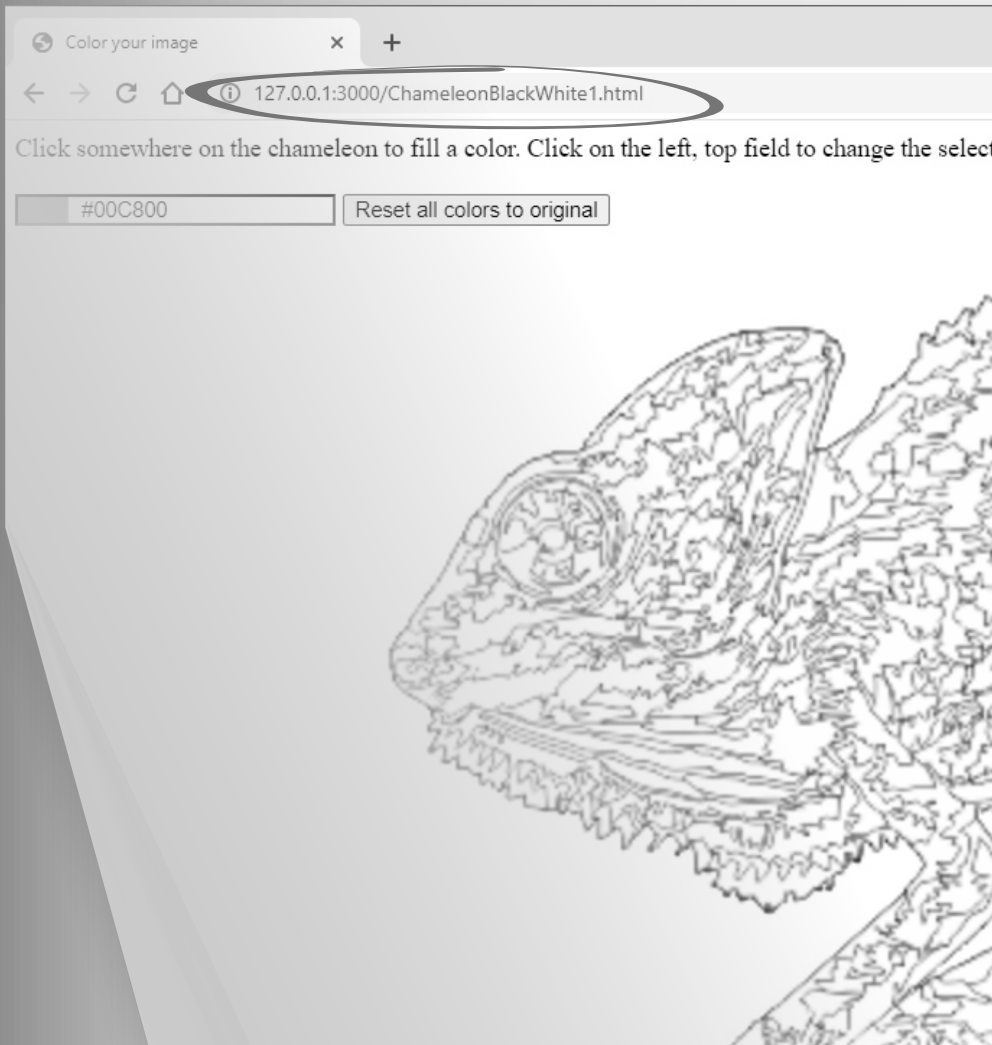 Color your image
127.0.0.1:3000/ChameleonBlackWhite1.html
Click somewhere on the chameleon to fill a color. Click on the left, top field to change the select
#00C800
Reset all colors to original